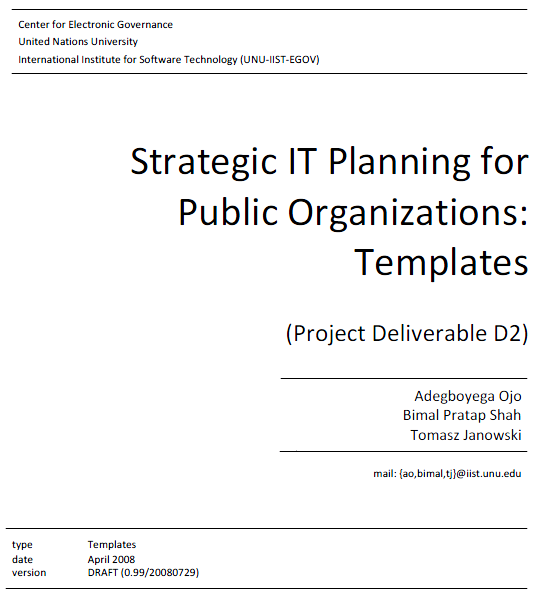 Center for Electronic Governance
United Nations University
International Institute for Software Technology (UNU-IIST-EGOV)
Strategic IT Planning for
Public Organizations:
Templates
(Project Deliverable D2)
Adegboyega Ojo
Bimal Pratap Shah
Tomasz Janowski
mail: {ao,bimal,tj}@iist.unu.edu
type Templates
date April 2008
version DRAFT (0.99/20080729)